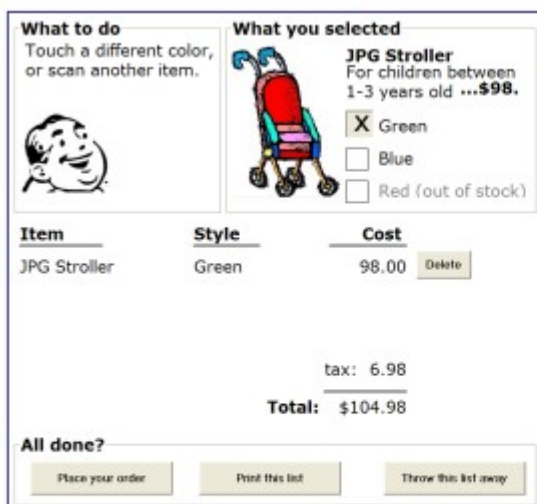 What to do
Touch a different color,
or scan another item.
What you selected
JPG Stroller
For children between
1-3 years old ...$98.
X Green
Blue
Red (out of stock)
Item Style Cost
JPG Stroller Green 98.00 Delete
tax: 6.98
Total: $104.98
All done?
Place your order Print this list Throw this list away